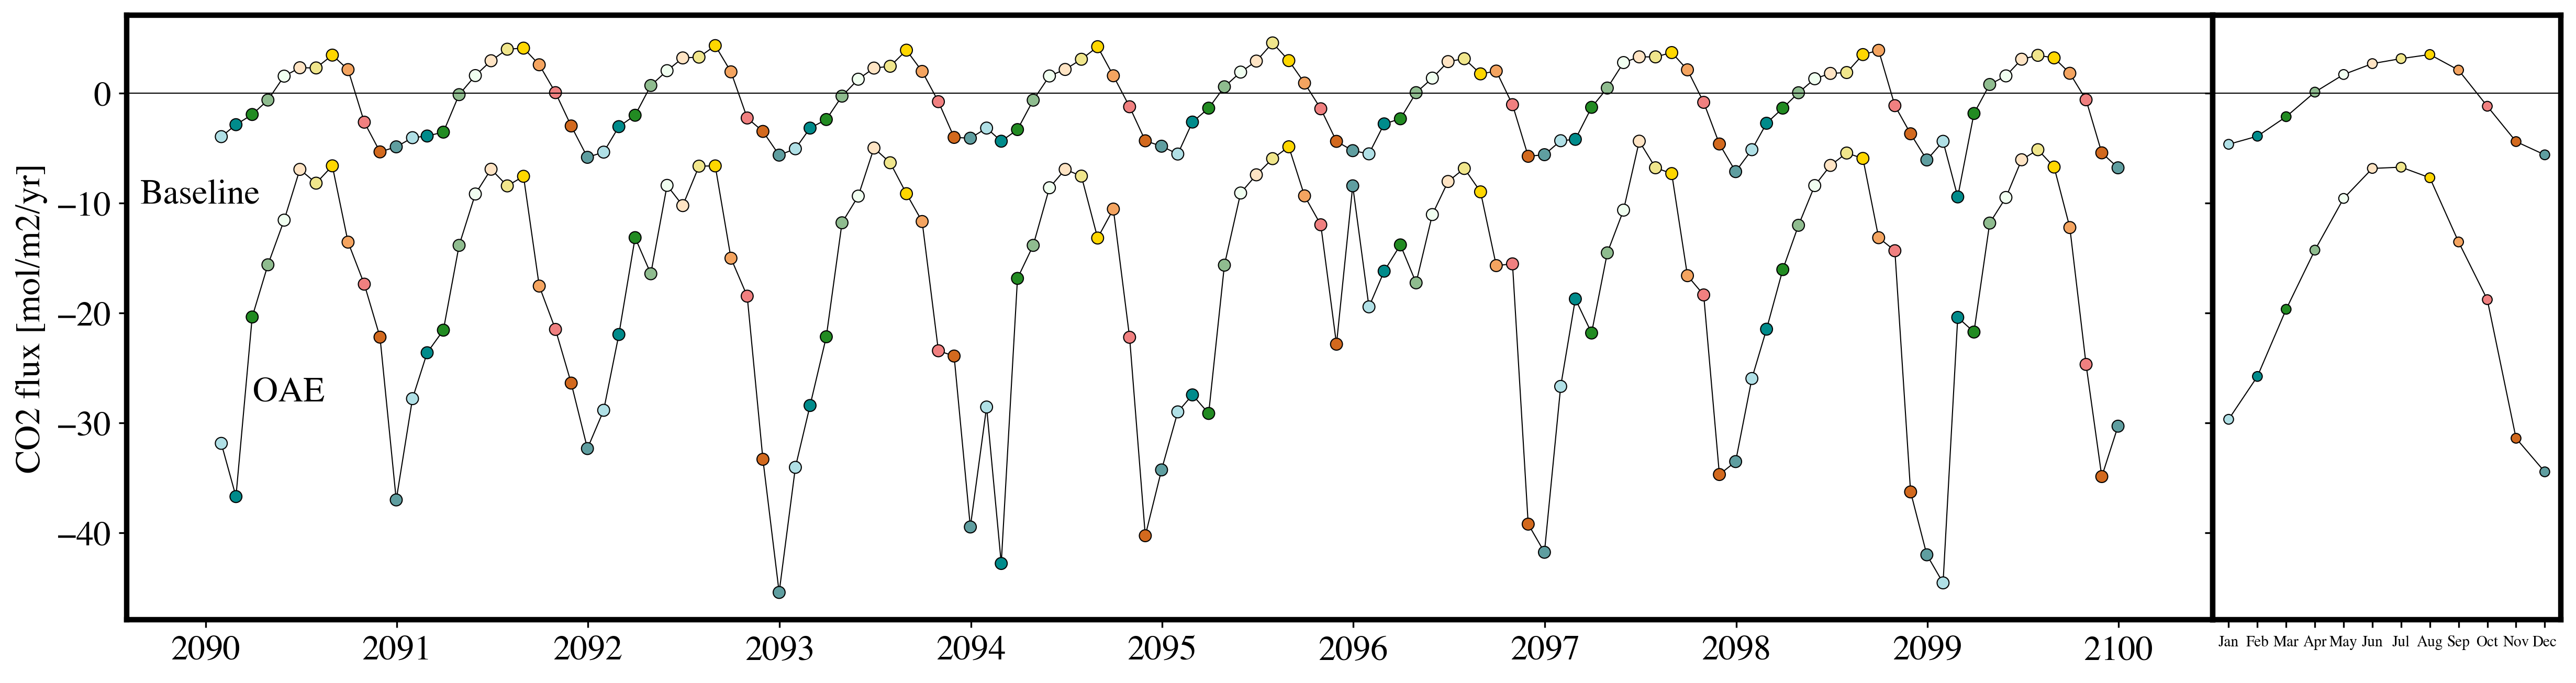 CO2 flux [mol/m2/yr]
0
−10
−20
−30
−40
Baseline
OAE
2090 2091 2092 2093 2094 2095 2096 2097 2098 2099 2100
Jan Feb Mar Apr May Jun Jul Aug Sep Oct Nov Dec